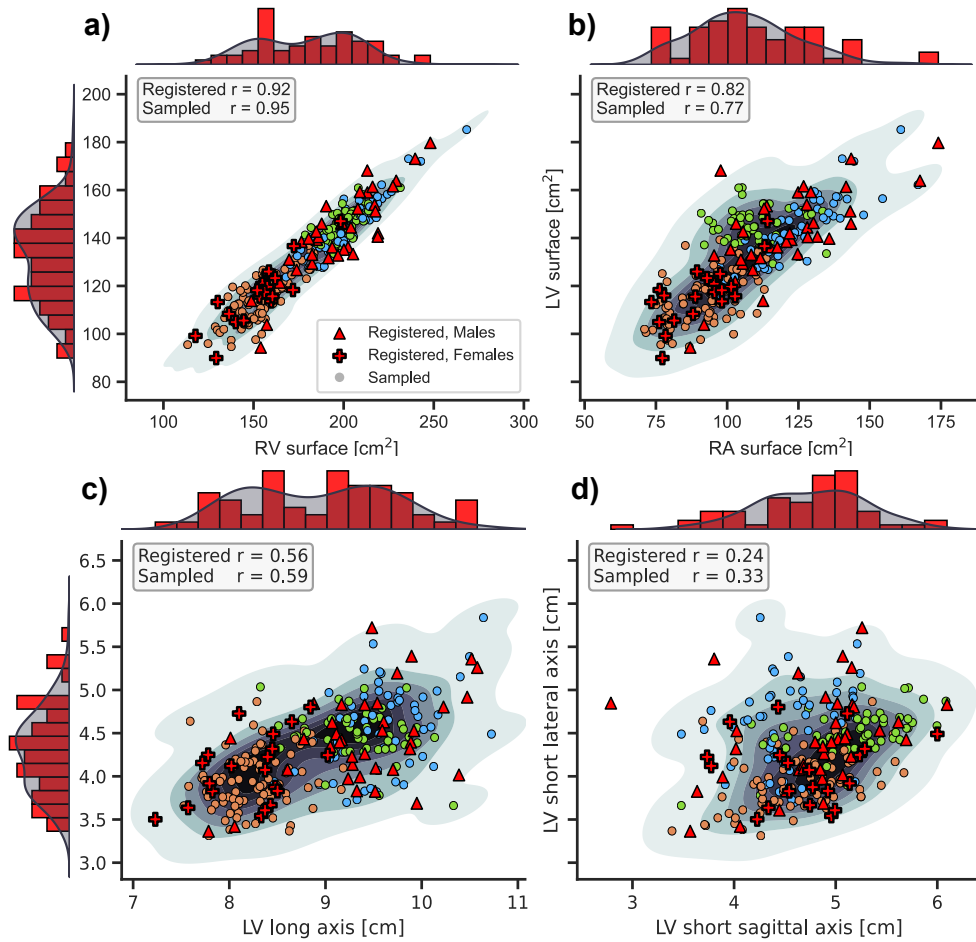 a)
b)
Registered r = 0.92
Sampled r = 0.95
Registered r = 0.82
Sampled r = 0.77
200
180
160
140
120
100
80
LV surface [cm²]
Registered, Males
Registered, Females
Sampled
100 150 200 250 300
50 75 100 125 150 175
RV surface [cm²]
RA surface [cm²]
c)
d)
Registered r = 0.56
Sampled r = 0.59
Registered r = 0.24
Sampled r = 0.33
6.5
6.0
5.5
5.0
4.5
4.0
3.5
3.0
LV short lateral axis [cm]
7 8 9 10 11
3 4 5 6
LV long axis [cm]
LV short sagittal axis [cm]